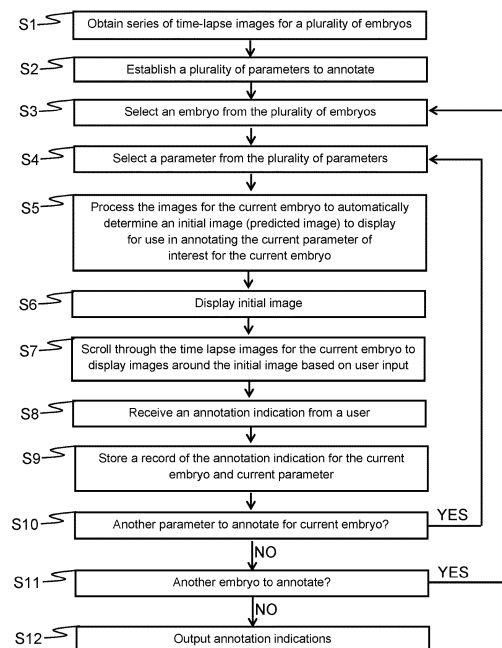 S1
Obtain series of time-lapse images for a plurality of embryos
S2
Establish a plurality of parameters to annotate
S3
Select an embryo from the plurality of embryos
S4
Select a parameter from the plurality of parameters
S5
Process the images for the current embryo to automatically
determine an initial image (predicted image) to display
for use in annotating the current parameter of
interest for the current embryo
S6
Display initial image
S7
Scroll through the time lapse images for the current embryo to
display images around the initial image based on user input
S8
Receive an annotation indication from a user
S9
Store a record of the annotation indication for the current
embryo and current parameter
S10
Another parameter to annotate for current embryo?
YES
NO
S11
Another embryo to annotate?
YES
NO
S12
Output annotation indications